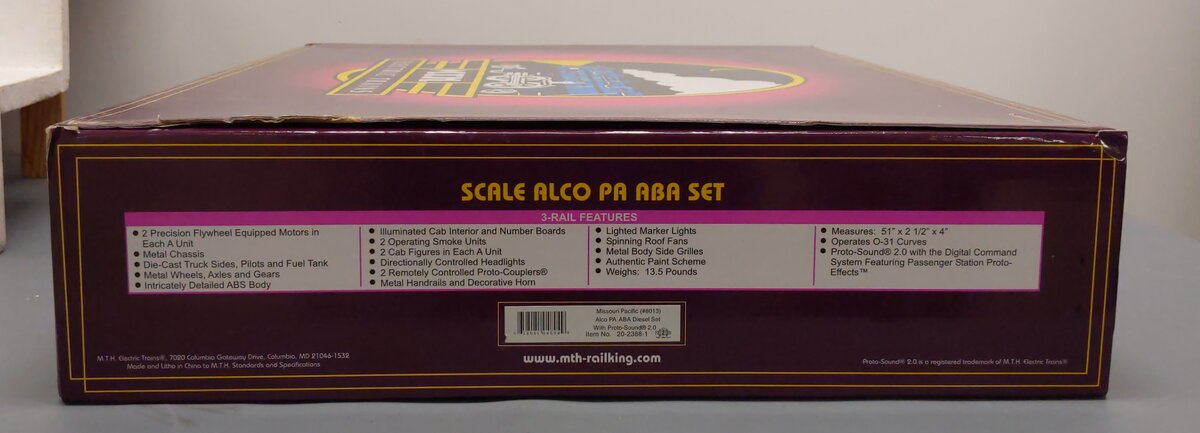 SCALE ALCO PA ABA SET
3-RAIL FEATURES
● 2 Precision Flywheel Equipped Motors in
Each A Unit
● Metal Chassis
● Die-Cast Truck Sides, Pilots and Fuel Tank
● Metal Wheels, Axles and Gears
● Intricately Detailed ABS Body
● Illuminated Cab Interior and Number Boards
● 2 Operating Smoke Units
● 2 Cab Figures in Each A Unit
● Directionally Controlled Headlights
● 2 Remotely Controlled Proto-Couplers®
● Metal Handrails and Decorative Horn
● Lighted Marker Lights
● Spinning Roof Fans
● Metal Body Side Grilles
● Authentic Paint Scheme
● Weighs: 13.5 Pounds
● Measures: 51" x 2 1/2" x 4"
● Operates O-31 Curves
● Proto-Sound® 2.0 with the Digital Command
System Featuring Passenger Station Proto-
Effects™
Missouri Pacific (#8013)
Alco PA ABA Diesel Set
With Proto-Sound® 2.0
Item No. 20-2388-1
www.mth-railking.com
M.T.H. Electric Trains®, 7020 Columbia Gateway Drive, Columbia, MD 21046-1532
Made and Litho in China to M.T.H. Standards and Specifications
Proto-Sound® 2.0 is a registered trademark of M.T.H. Electric Trains®